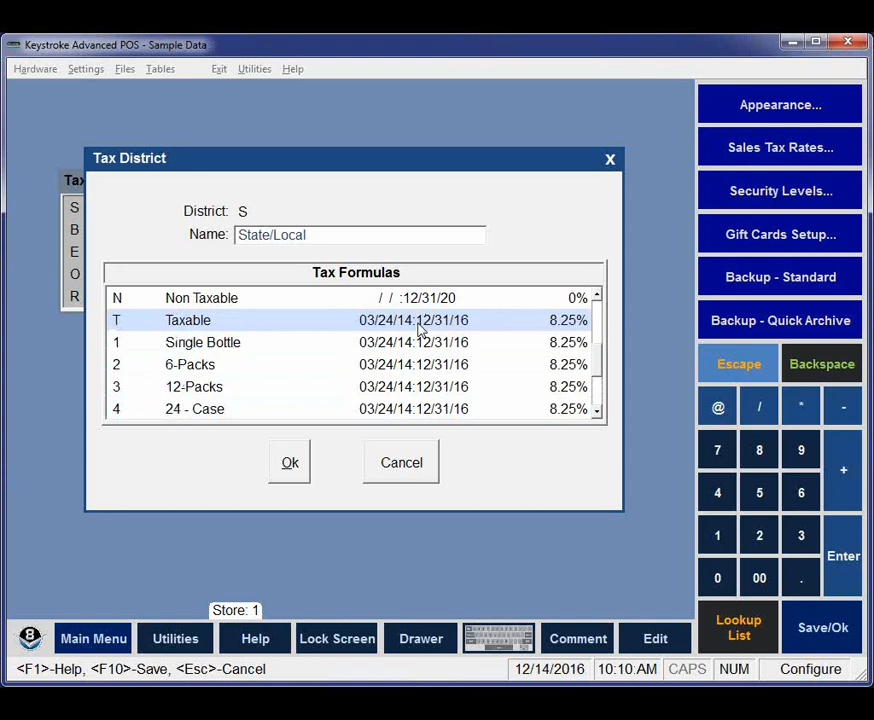 Keystroke Advanced POS - Sample Data
Hardware Settings Files Tables Exit Utilities Help
Appearance...
Sales Tax Rates...
Security Levels...
Gift Cards Setup...
Backup - Standard
Backup - Quick Archive
Escape Backspace
@ / * -
7 8 9 +
4 5 6
1 2 3 Enter
0 00 .
Lookup List Save/Ok
S
B
E
O
R
Tax District X
District: S
Name: State/Local
Tax Formulas
N Non Taxable / / :12/31/20 0%
T Taxable 03/24/14:12/31/16 8.25%
1 Single Bottle 03/24/14:12/31/16 8.25%
2 6-Packs 03/24/14:12/31/16 8.25%
3 12-Packs 03/24/14:12/31/16 8.25%
4 24 - Case 03/24/14:12/31/16 8.25%
Ok Cancel
Store: 1
8 Main Menu Utilities Help Lock Screen Drawer Comment Edit
<F1>-Help, <F10>-Save, <Esc>-Cancel 12/14/2016 10:10:AM CAPS NUM Configure